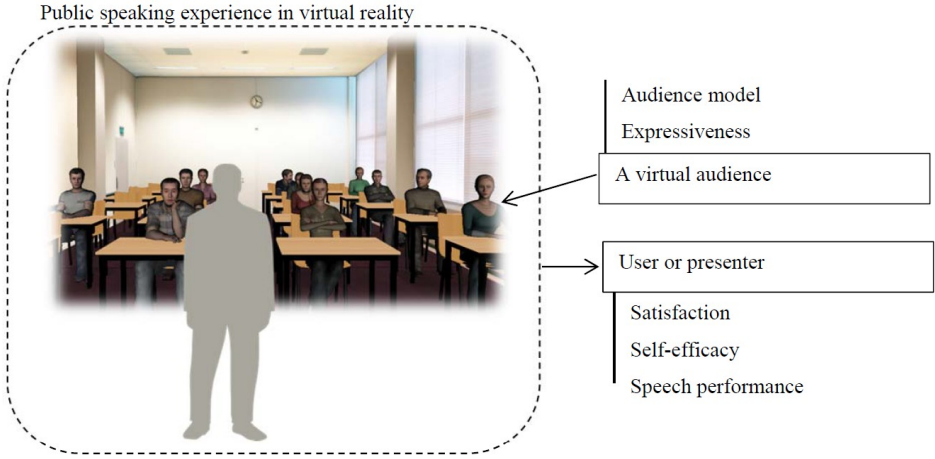 Public speaking experience in virtual reality
Audience model
Expressiveness
A virtual audience
User or presenter
Satisfaction
Self-efficacy
Speech performance